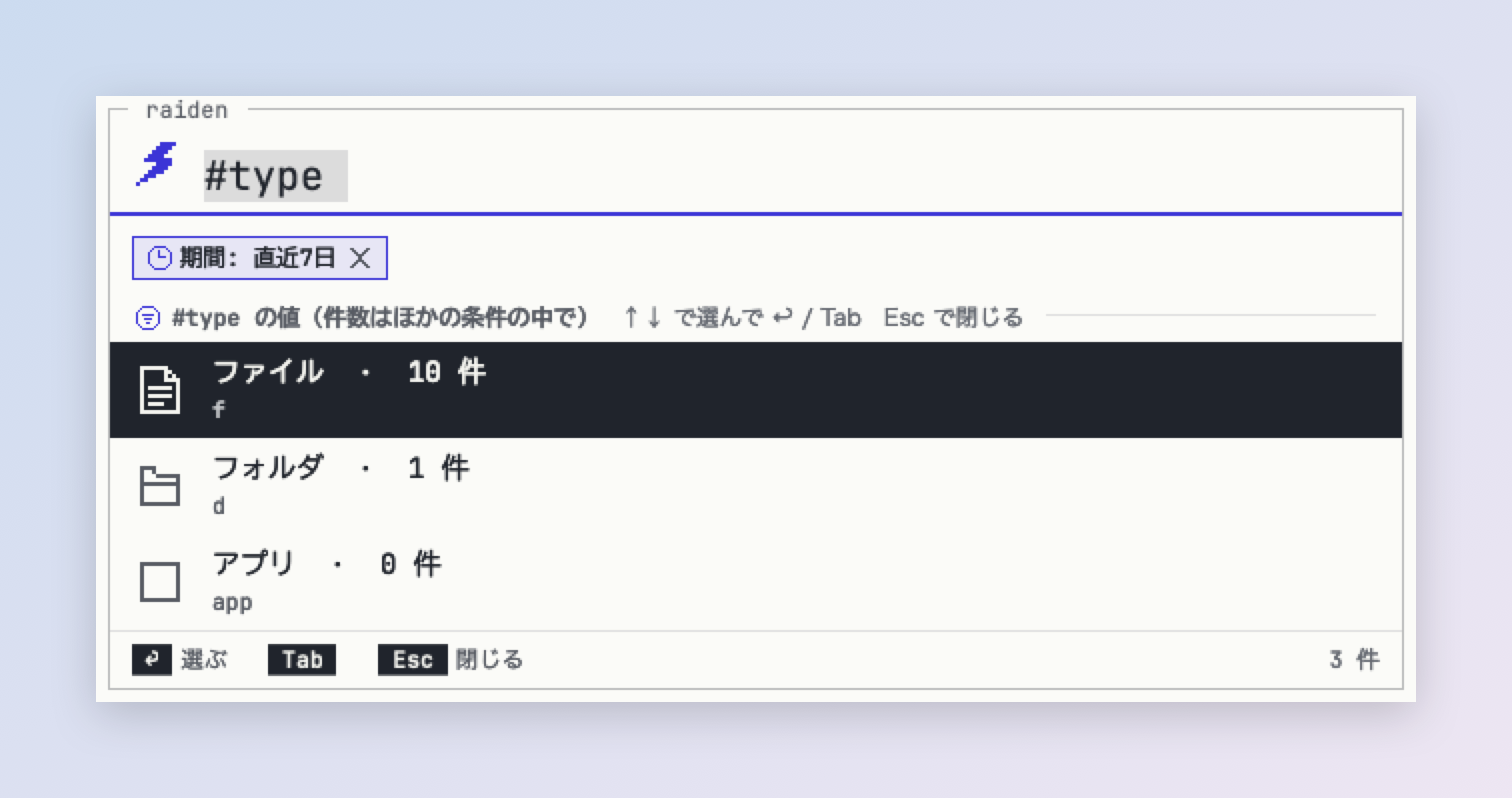 raiden
#type
期間: 直近7日
#type の値（件数はほかの条件の中で） ↑↓ で選んで ↩ / Tab Esc で閉じる
ファイル ・ 10 件
f
フォルダ ・ 1 件
d
アプリ ・ 0 件
app
↩ 選ぶ Tab Esc 閉じる 3 件